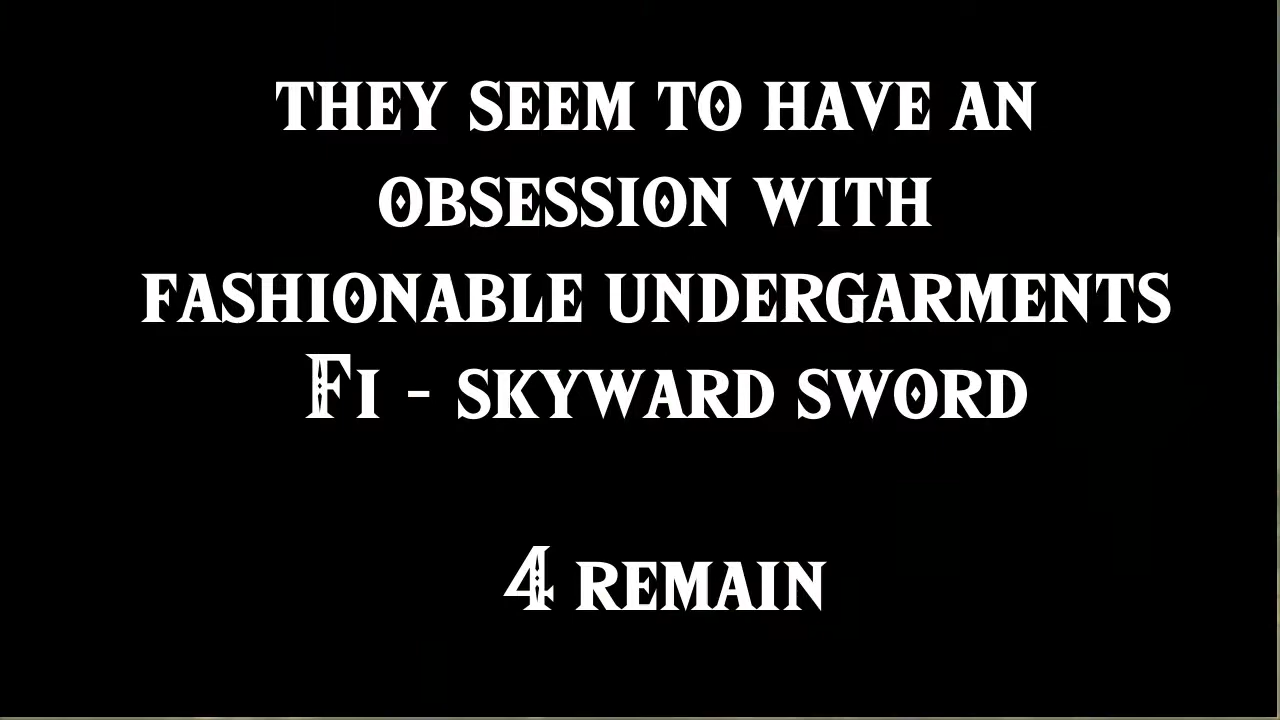 THEY SEEM TO HAVE AN
OBSESSION WITH
FASHIONABLE UNDERGARMENTS
FI - SKYWARD SWORD
4 REMAIN